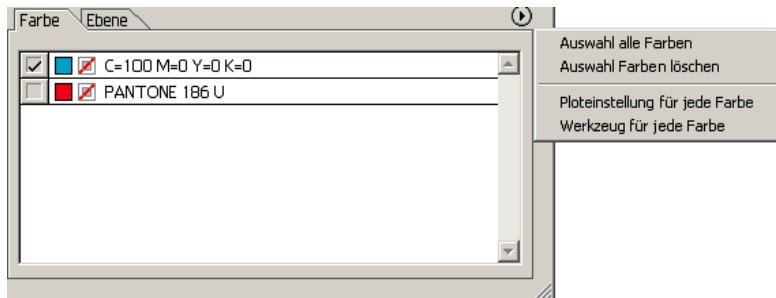 Farbe Ebene
C=100 M=0 Y=0 K=0
PANTONE 186 U
Auswahl alle Farben
Auswahl Farben löschen
Ploteinstellung für jede Farbe
Werkzeug für jede Farbe